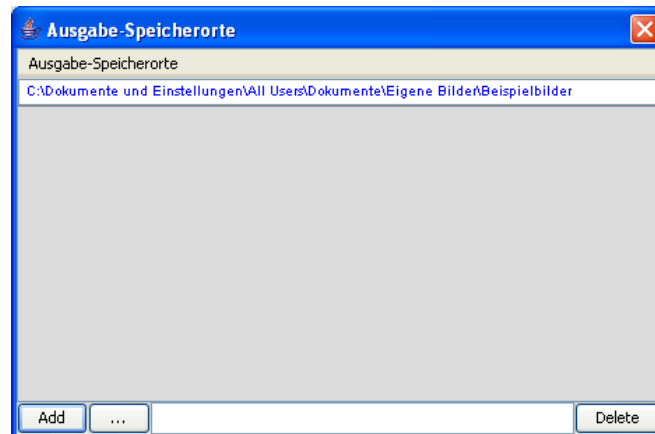 Ausgabe-Speicherorte
Ausgabe-Speicherorte
C:\Dokumente und Einstellungen\All Users\Dokumente\Eigene Bilder\Beispielbilder
Add ... Delete